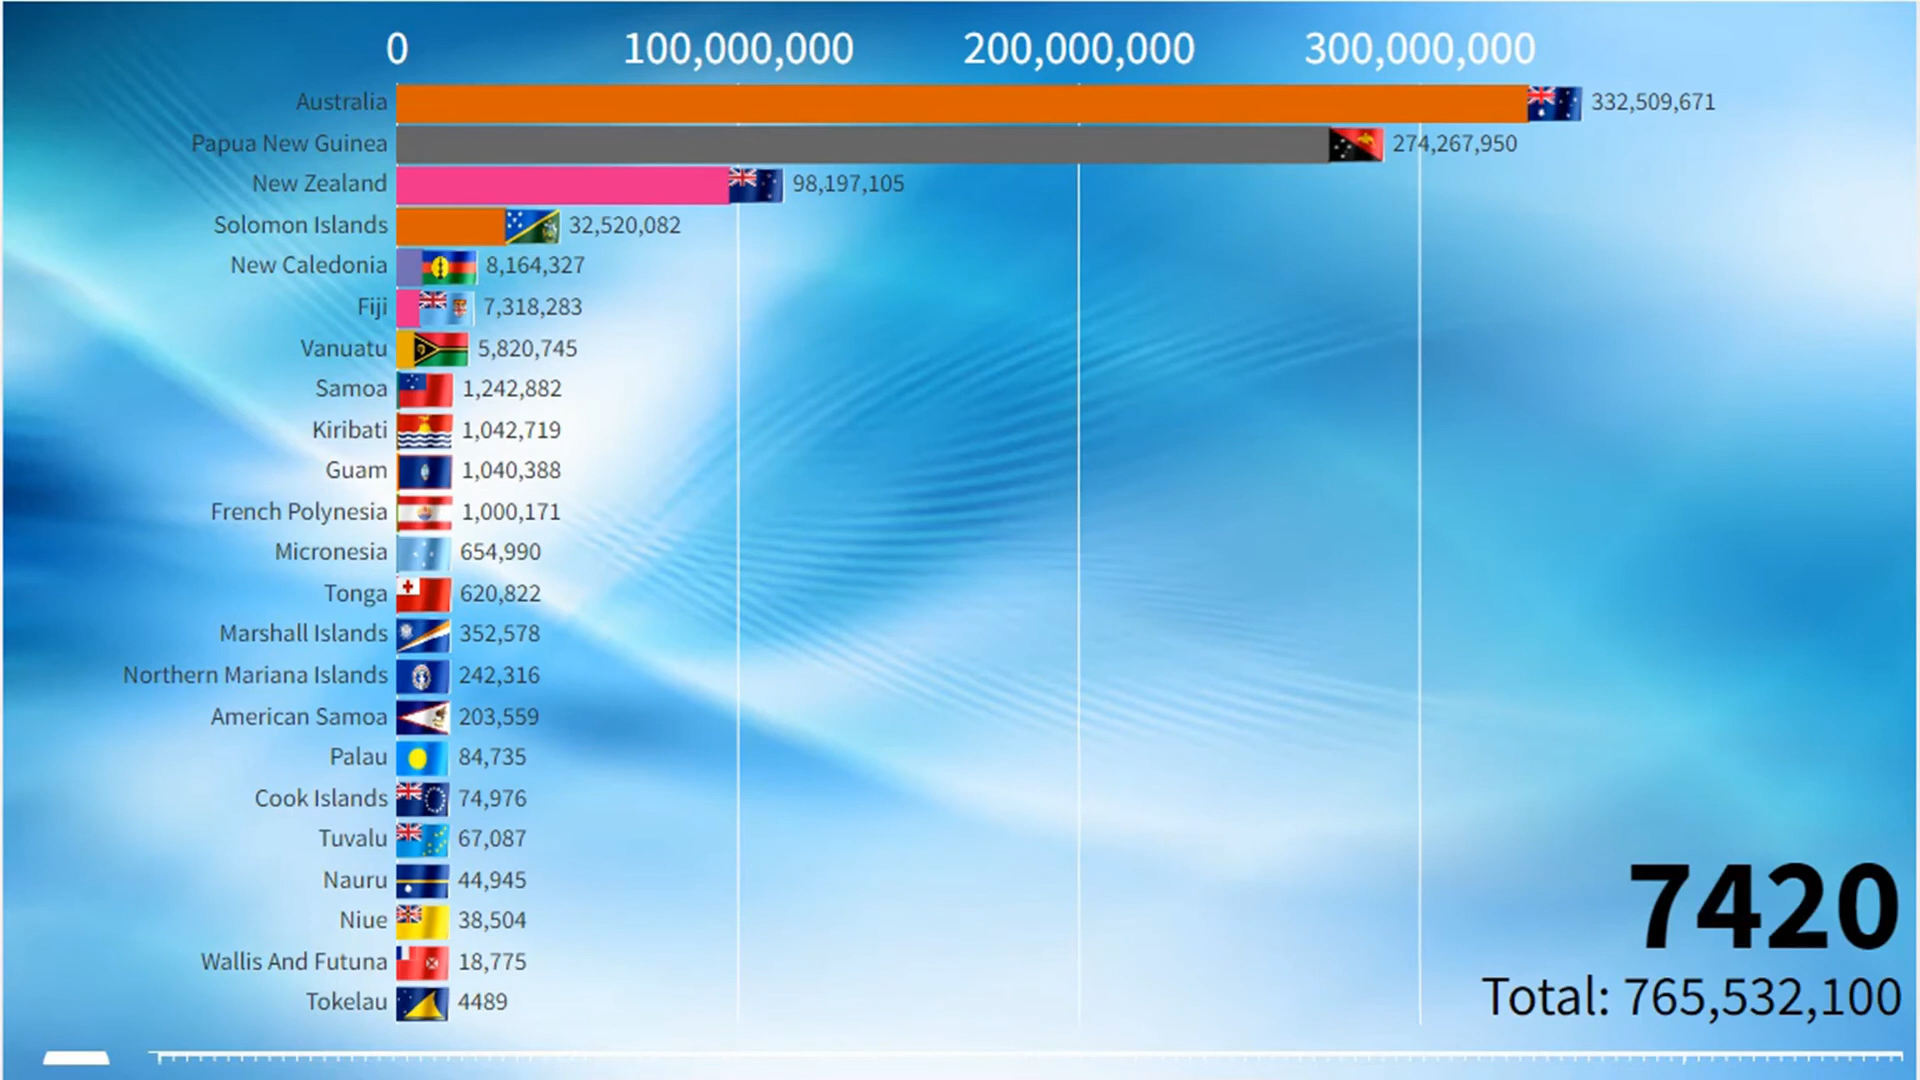 0 100,000,000 200,000,000 300,000,000
Australia 332,509,671
Papua New Guinea 274,267,950
New Zealand 98,197,105
Solomon Islands 32,520,082
New Caledonia 8,164,327
Fiji 7,318,283
Vanuatu 5,820,745
Samoa 1,242,882
Kiribati 1,042,719
Guam 1,040,388
French Polynesia 1,000,171
Micronesia 654,990
Tonga 620,822
Marshall Islands 352,578
Northern Mariana Islands 242,316
American Samoa 203,559
Palau 84,735
Cook Islands 74,976
Tuvalu 67,087
Nauru 44,945
Niue 38,504
Wallis And Futuna 18,775
Tokelau 4489
7420
Total: 765,532,100